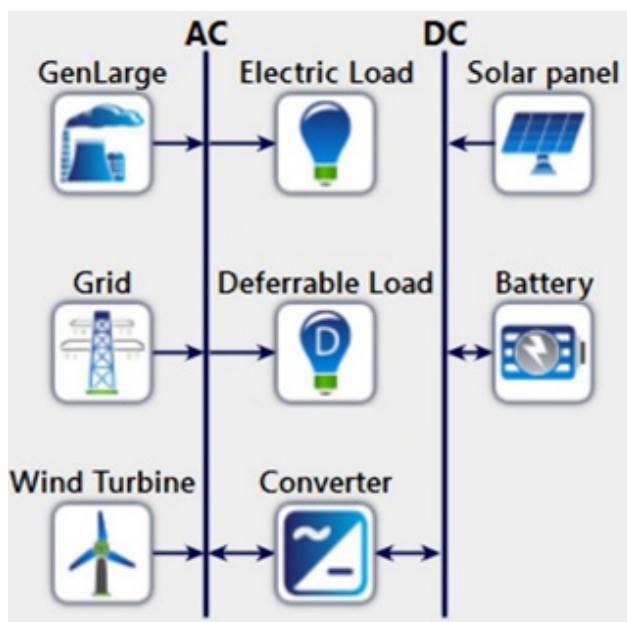 AC DC
GenLarge Electric Load Solar panel
Grid Deferrable Load Battery
D
Wind Turbine Converter